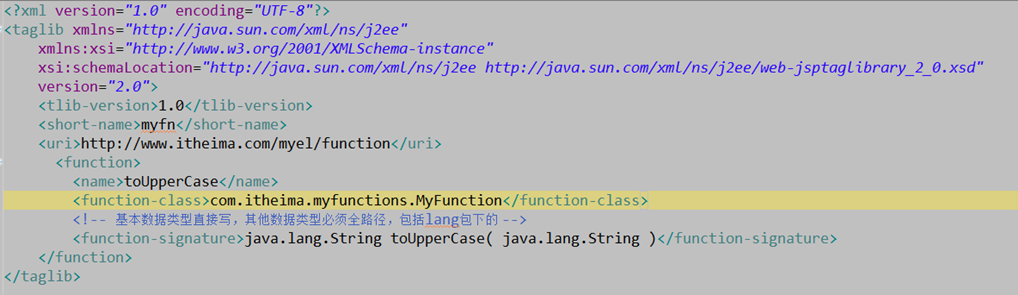 <?xml version="1.0" encoding="UTF-8"?>
<taglib xmlns="http://java.sun.com/xml/ns/j2ee"
xmlns:xsi="http://www.w3.org/2001/XMLSchema-instance"
xsi:schemaLocation="http://java.sun.com/xml/ns/j2ee http://java.sun.com/xml/ns/j2ee/web-jsptaglibrary_2_0.xsd"
version="2.0">
<tlib-version>1.0</tlib-version>
<short-name>myfn</short-name>
<uri>http://www.itheima.com/myel/function</uri>
<function>
<name>toUpperCase</name>
<function-class>com.itheima.myfunctions.MyFunction</function-class>
<!-- 基本数据类型直接写，其他数据类型必须全路径，包括lang包下的 -->
<function-signature>java.lang.String toUpperCase( java.lang.String )</function-signature>
</function>
</taglib>